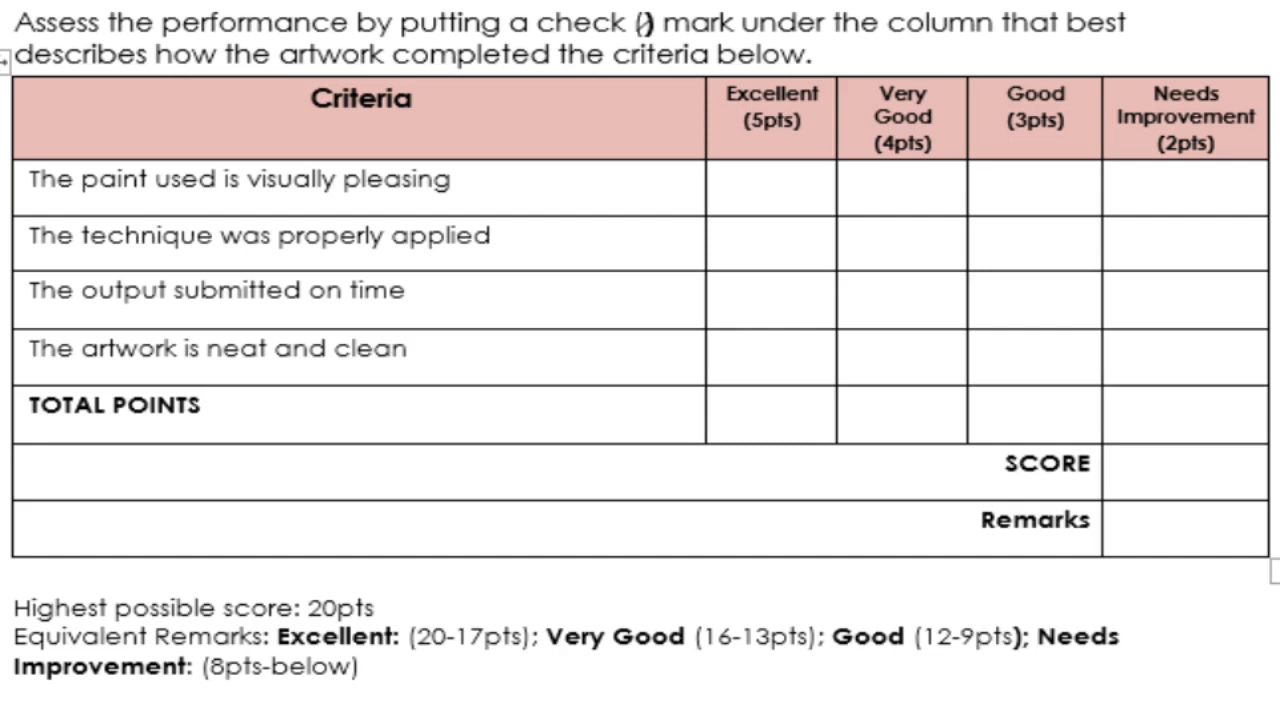 Assess the performance by putting a check (/) mark under the column that best
describes how the artwork completed the criteria below.
Criteria
Excellent
(5pts)
Very
Good
(4pts)
Good
(3pts)
Needs
Improvement
(2pts)
The paint used is visually pleasing
The technique was properly applied
The output submitted on time
The artwork is neat and clean
TOTAL POINTS
SCORE
Remarks
Highest possible score: 20pts
Equivalent Remarks: Excellent: (20-17pts); Very Good (16-13pts); Good (12-9pts); Needs
Improvement: (8pts-below)